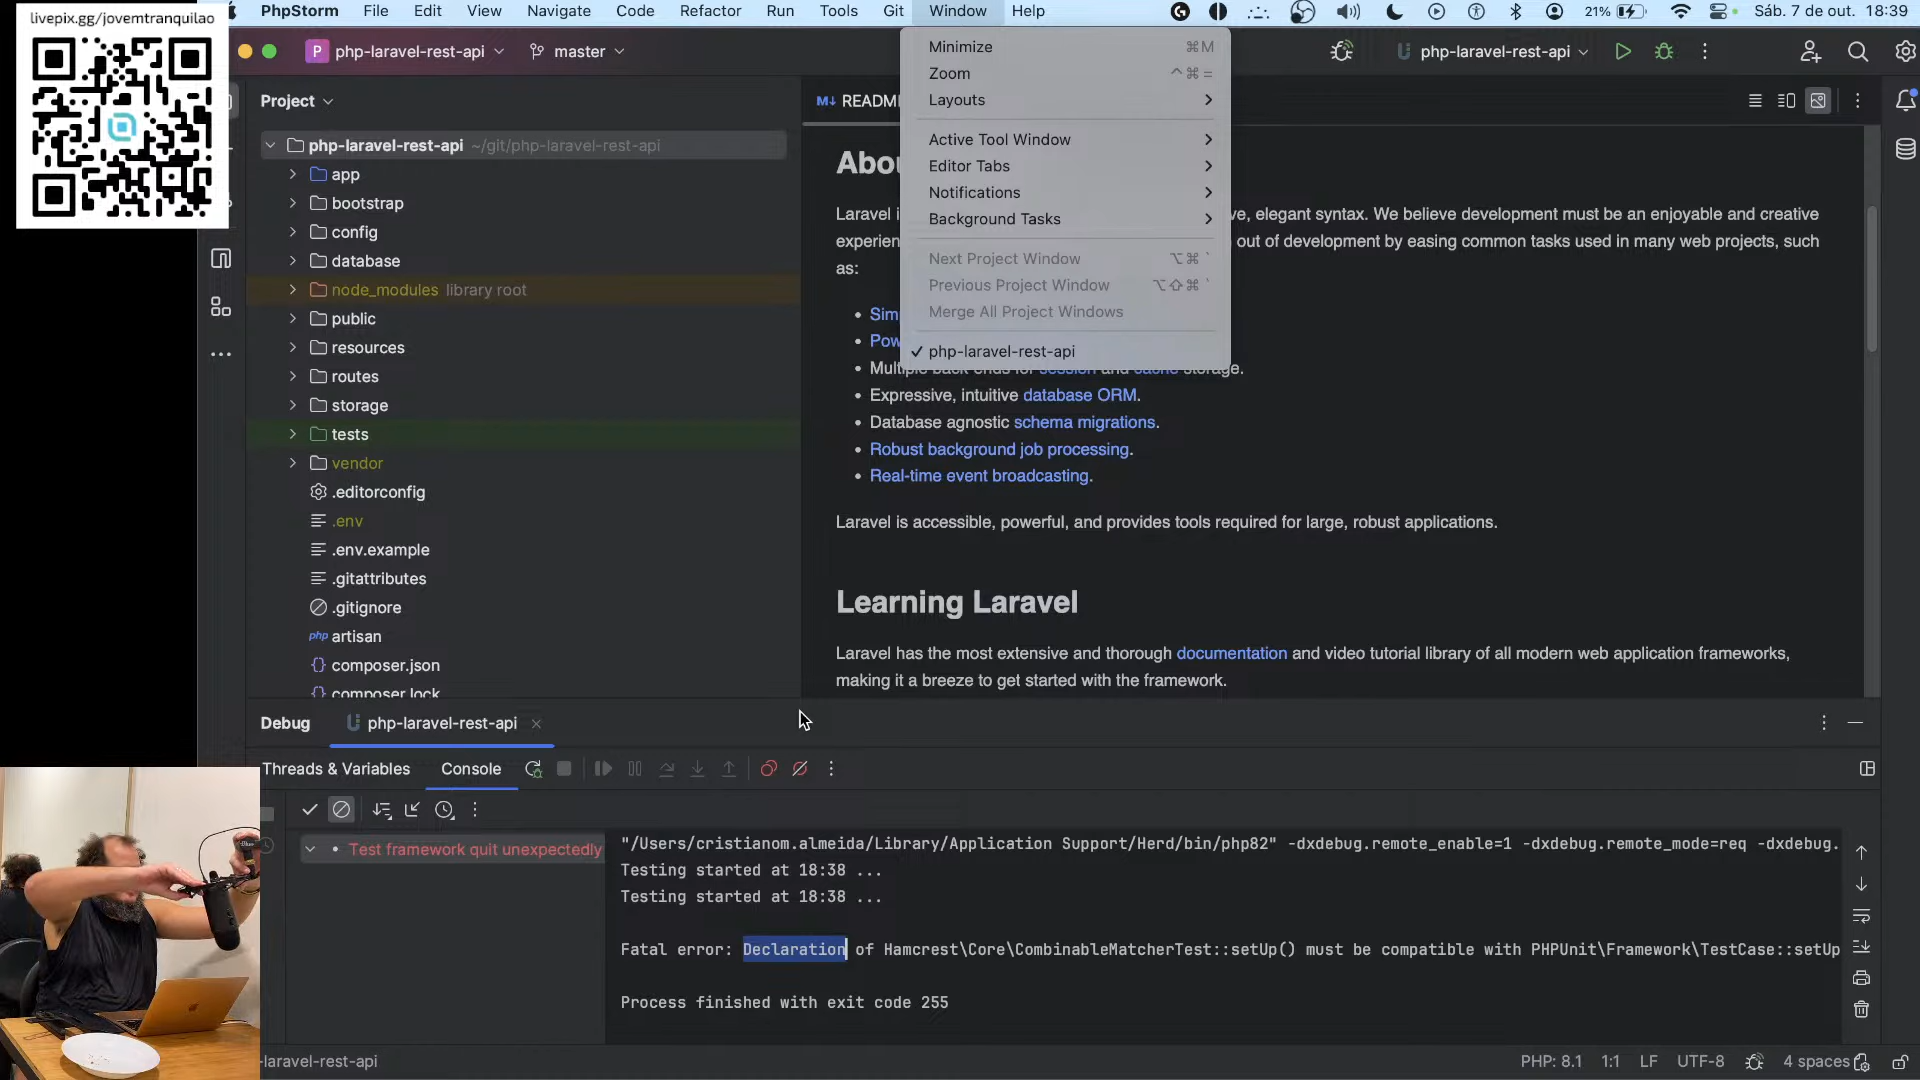 livepix.gg/jovemtranquilao
PhpStorm File Edit View Navigate Code Refactor Run Tools Git Window Help 21% Sáb. 7 de out. 18:39
P php-laravel-rest-api master php-laravel-rest-api
Minimize ⌘M
Zoom ^⌘=
Layouts
Active Tool Window
Editor Tabs
Notifications
Background Tasks
Next Project Window ⌥⌘`
Previous Project Window ⌥⇧⌘`
Merge All Project Windows
✓ php-laravel-rest-api
Project
php-laravel-rest-api ~/git/php-laravel-rest-api
app
bootstrap
config
database
node_modules library root
public
resources
routes
storage
tests
vendor
.editorconfig
.env
.env.example
.gitattributes
.gitignore
php artisan
{} composer.json
{} composer.lock
M↓ READM
Abo
Laravel i ve, elegant syntax. We believe development must be an enjoyable and creative
experien out of development by easing common tasks used in many web projects, such
as:
• Sim
• Pow
• Multiple back-ends for session and cache storage.
• Expressive, intuitive database ORM.
• Database agnostic schema migrations.
• Robust background job processing.
• Real-time event broadcasting.
Laravel is accessible, powerful, and provides tools required for large, robust applications.
Learning Laravel
Laravel has the most extensive and thorough documentation and video tutorial library of all modern web application frameworks,
making it a breeze to get started with the framework.
Debug php-laravel-rest-api
Threads & Variables Console
Test framework quit unexpectedly
"/Users/cristianom.almeida/Library/Application Support/Herd/bin/php82" -dxdebug.remote_enable=1 -dxdebug.remote_mode=req -dxdebug.
Testing started at 18:38 ...
Testing started at 18:38 ...
Fatal error: Declaration of Hamcrest\Core\CombinableMatcherTest::setUp() must be compatible with PHPUnit\Framework\TestCase::setUp
Process finished with exit code 255
-laravel-rest-api PHP: 8.1 1:1 LF UTF-8 4 spaces